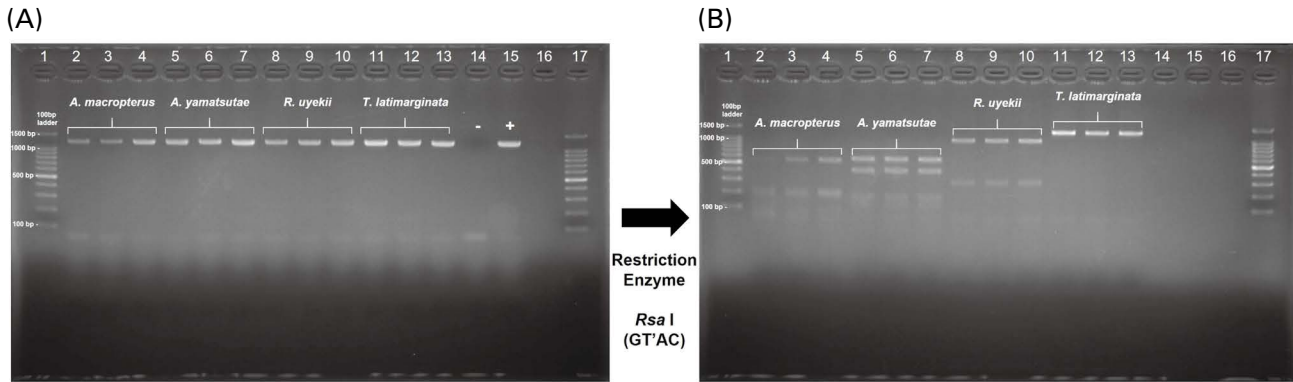 (A)
(B)
1 2 3 4 5 6 7 8 9 10 11 12 13 14 15 16 17
A. macropterus A. yamatsutae R. uyekii T. latimarginata
100bp
ladder
- +
1500 bp -
1000 bp -
500 bp -
100 bp -
Restriction
Enzyme
Rsa I
(GT'AC)
1 2 3 4 5 6 7 8 9 10 11 12 13 14 15 16 17
R. uyekii T. latimarginata
100bp
ladder
A. macropterus A. yamatsutae
1500 bp -
1000 bp -
500 bp -
100 bp -